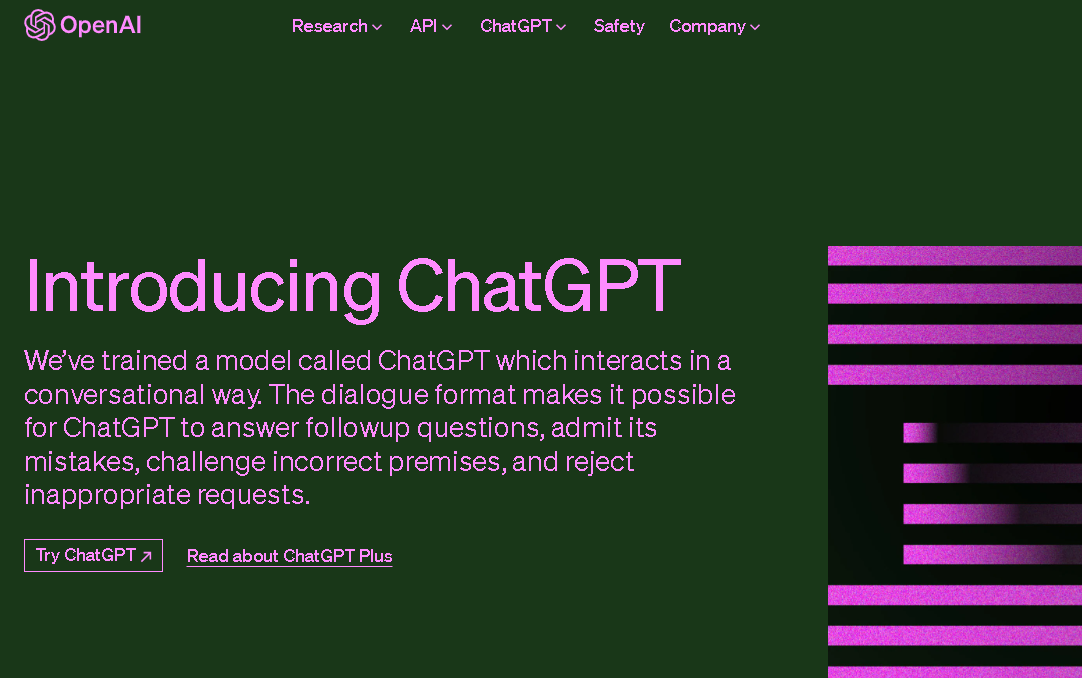 OpenAI
Research
API
ChatGPT
Safety
Company
Introducing ChatGPT
We’ve trained a model called ChatGPT which interacts in a
conversational way. The dialogue format makes it possible
for ChatGPT to answer followup questions, admit its
mistakes, challenge incorrect premises, and reject
inappropriate requests.
Try ChatGPT ↗
Read about ChatGPT Plus